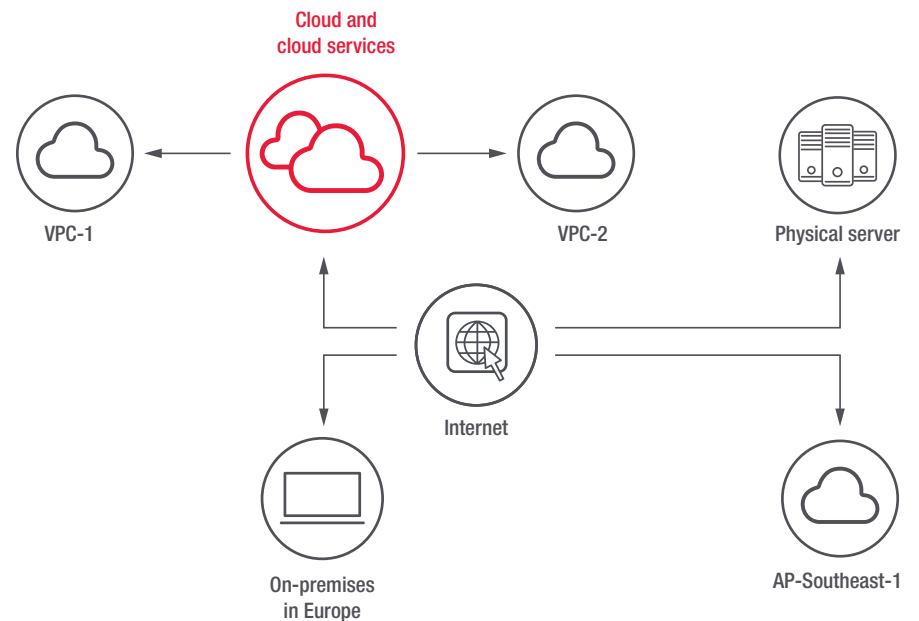 Cloud and
cloud services
VPC-1
VPC-2
Physical server
Internet
On-premises
in Europe
AP-Southeast-1